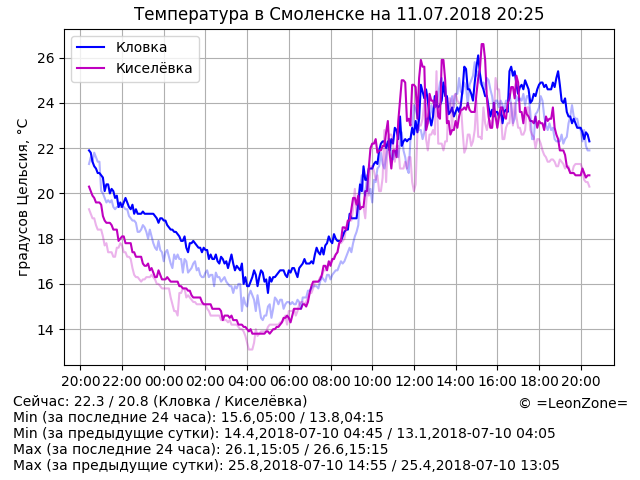 Температура в Смоленске на 11.07.2018 20:25
Кловка
Киселёвка
градусов Цельсия, °C
26
24
22
20
18
16
14
20:00 22:00 00:00 02:00 04:00 06:00 08:00 10:00 12:00 14:00 16:00 18:00 20:00
Сейчас: 22.3 / 20.8 (Кловка / Киселёвка)
© =LeonZone=
Min (за последние 24 часа): 15.6,05:00 / 13.8,04:15
Min (за предыдущие сутки): 14.4,2018-07-10 04:45 / 13.1,2018-07-10 04:05
Max (за последние 24 часа): 26.1,15:05 / 26.6,15:15
Max (за предыдущие сутки): 25.8,2018-07-10 14:55 / 25.4,2018-07-10 13:05